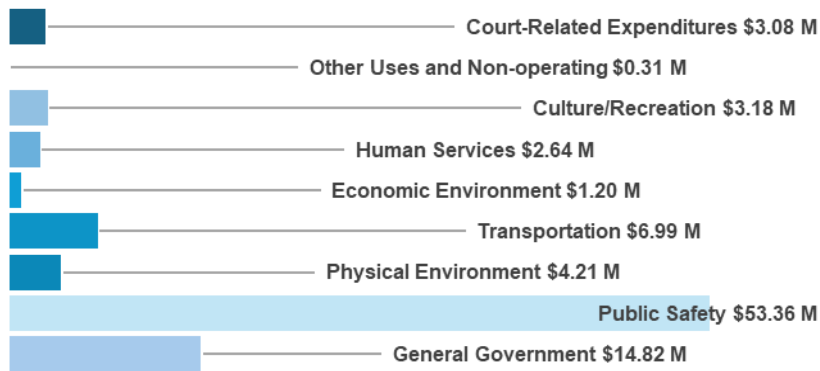 Court-Related Expenditures $3.08 M
Other Uses and Non-operating $0.31 M
Culture/Recreation $3.18 M
Human Services $2.64 M
Economic Environment $1.20 M
Transportation $6.99 M
Physical Environment $4.21 M
Public Safety $53.36 M
General Government $14.82 M